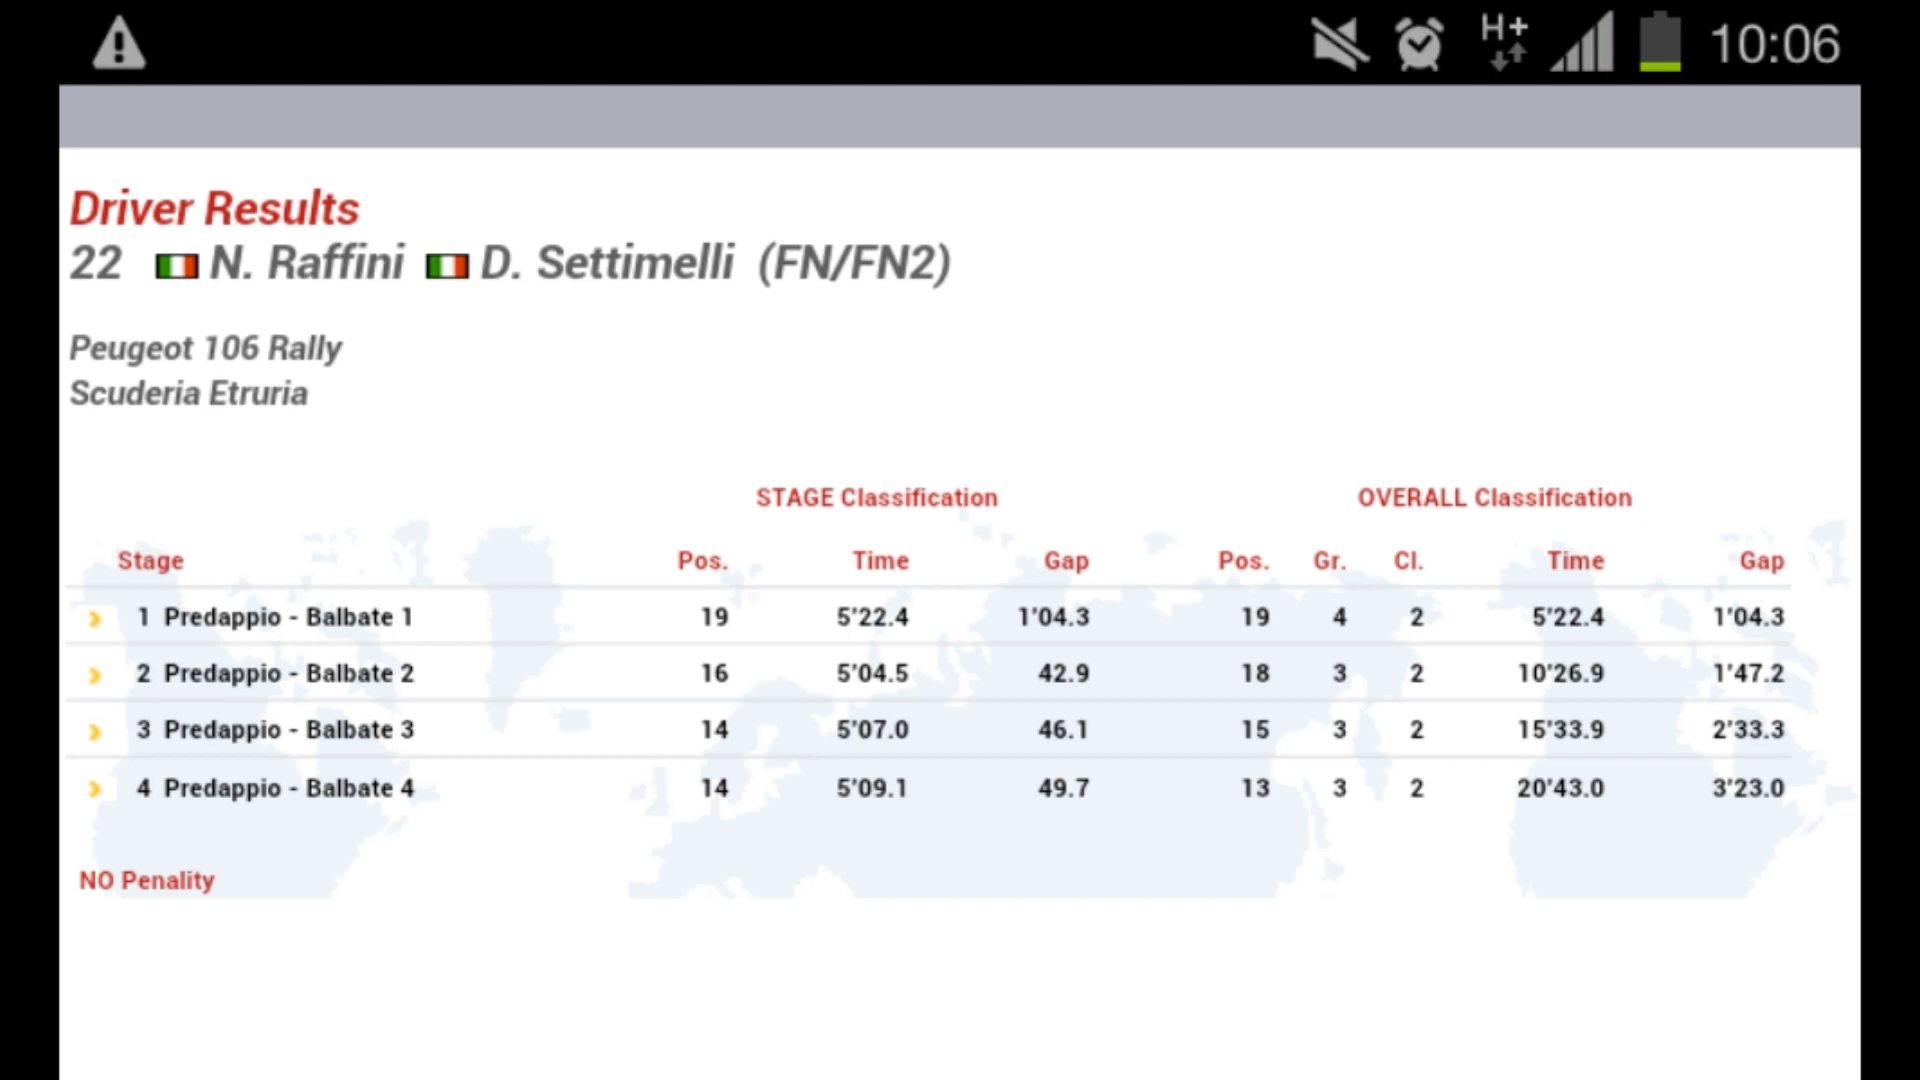 H+ 10:06
Driver Results
22 N. Raffini D. Settimelli (FN/FN2)
Peugeot 106 Rally
Scuderia Etruria
STAGE Classification OVERALL Classification
Stage Pos. Time Gap Pos. Gr. Cl. Time Gap
1 Predappio - Balbate 1 19 5'22.4 1'04.3 19 4 2 5'22.4 1'04.3
2 Predappio - Balbate 2 16 5'04.5 42.9 18 3 2 10'26.9 1'47.2
3 Predappio - Balbate 3 14 5'07.0 46.1 15 3 2 15'33.9 2'33.3
4 Predappio - Balbate 4 14 5'09.1 49.7 13 3 2 20'43.0 3'23.0
NO Penality